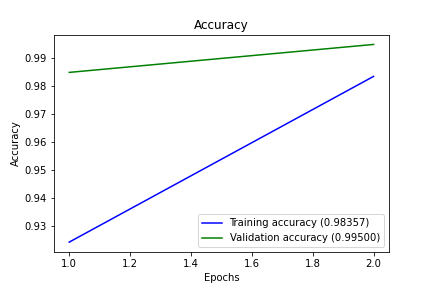 Accuracy
0.99
0.98
0.97
0.96
0.95
0.94
0.93
Accuracy
Training accuracy (0.98357)
Validation accuracy (0.99500)
1.0 1.2 1.4 1.6 1.8 2.0
Epochs